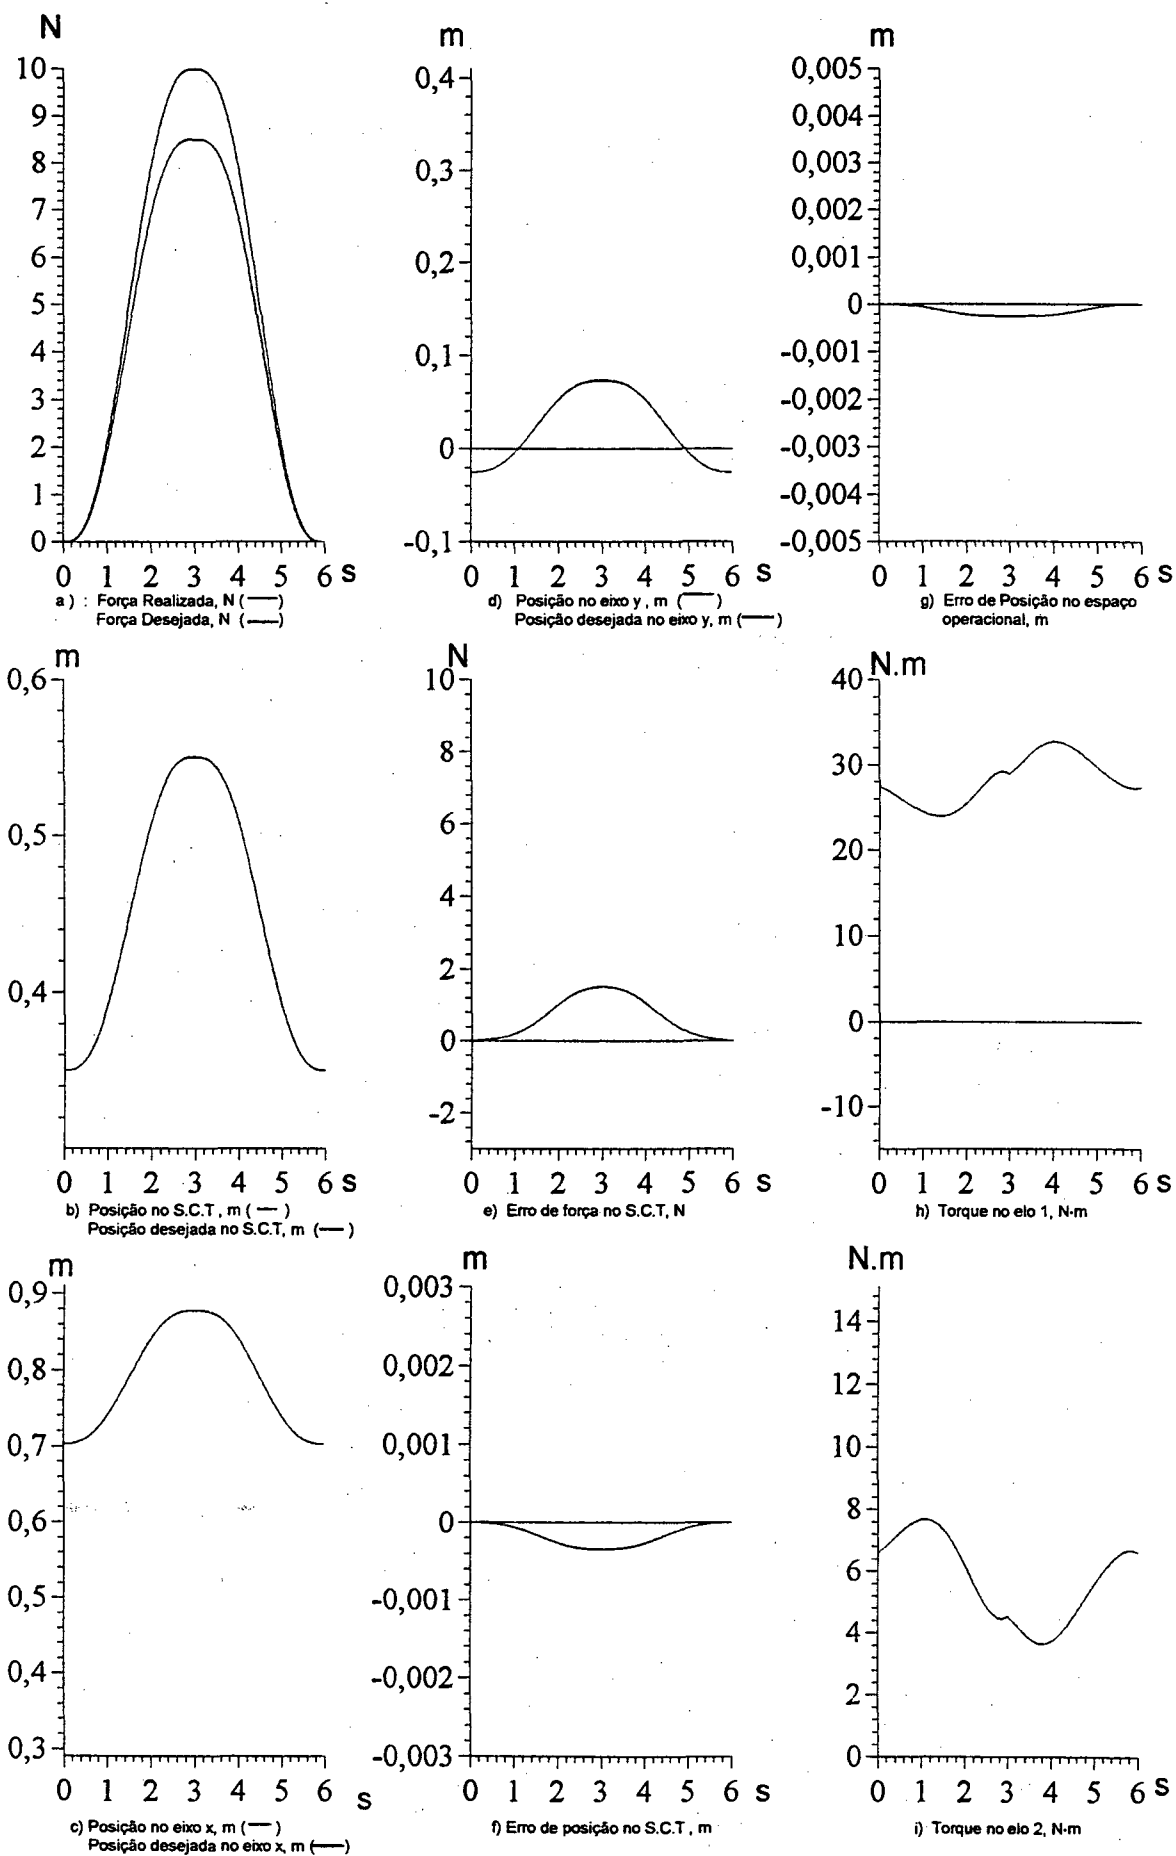 N
10
9
8
7
6
5
4
3
2
1
0
0 1 2 3 4 5 6 s
a ) : Força Realizada, N (—)
Força Desejada, N (—)
m
0,4
0,3
0,2
0,1
0
-0,1
0 1 2 3 4 5 6 s
d) Posição no eixo y , m (—)
Posição desejada no eixo y, m (—)
m
0,005
0,004
0,003
0,002
0,001
0
-0,001
-0,002
-0,003
-0,004
-0,005
0 1 2 3 4 5 6 s
g) Erro de Posição no espaço
operacional, m
m
0,6
0,5
0,4
0 1 2 3 4 5 6 s
b) Posição no S.C.T , m ( — )
Posição desejada no S.C.T, m (—)
N
10
8
6
4
2
0
-2
0 1 2 3 4 5 6 s
e) Erro de força no S.C.T, N
N.m
40
30
20
10
0
-10
0 1 2 3 4 5 6 s
h) Torque no elo 1, N·m
m
0,9
0,8
0,7
0,6
0,5
0,4
0,3
0 1 2 3 4 5 6 s
c) Posição no eixo x, m (—)
Posição desejada no eixo x, m (—)
m
0,003
0,002
0,001
0
-0,001
-0,002
-0,003
0 1 2 3 4 5 6 s
f) Erro de posição no S.C.T , m
N.m
14
12
10
8
6
4
2
0
0 1 2 3 4 5 6 s
i) Torque no elo 2, N·m